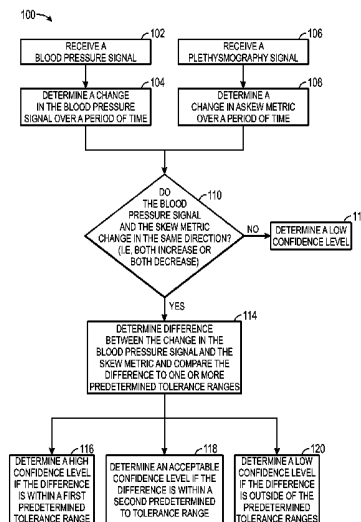 100
102
RECEIVE A
BLOOD PRESSURE SIGNAL
106
RECEIVE A
PLETHYSMOGRAPHY SIGNAL
104
DETERMINE A CHANGE
IN THE BLOOD PRESSURE
SIGNAL OVER A PERIOD OF TIME
108
DETERMINE A
CHANGE IN ASKEW METRIC
OVER A PERIOD OF TIME
110
DO
THE BLOOD
PRESSURE SIGNAL
AND THE SKEW METRIC
CHANGE IN THE SAME DIRECTION?
(I.E, BOTH INCREASE OR
BOTH DECREASE)
NO
11
DETERMINE A LOW
CONFIDENCE LEVEL
YES
114
DETERMINE DIFFERENCE
BETWEEN THE CHANGE IN THE
BLOOD PRESSURE SIGNAL AND THE
SKEW METRIC AND COMPARE THE
DIFFERENCE TO ONE OR MORE
PREDETERMINED TOLERANCE RANGES
116
DETERMINE A HIGH
CONFIDENCE LEVEL
IF THE DIFFERENCE
IS WITHIN A FIRST
PREDETERMINED
TOLERANCE RANGE
118
DETERMINE AN ACCEPTABLE
CONFIDENCE LEVEL IF THE
DIFFERENCE IS WITHIN A
SECOND PREDETERMINED
TO TOLERANCE RANGE
120
DETERMINE A LOW
CONFIDENCE LEVEL
IF THE DIFFERENCE
IS OUTSIDE OF THE
PREDETERMINED
TOLERANCE RANGES